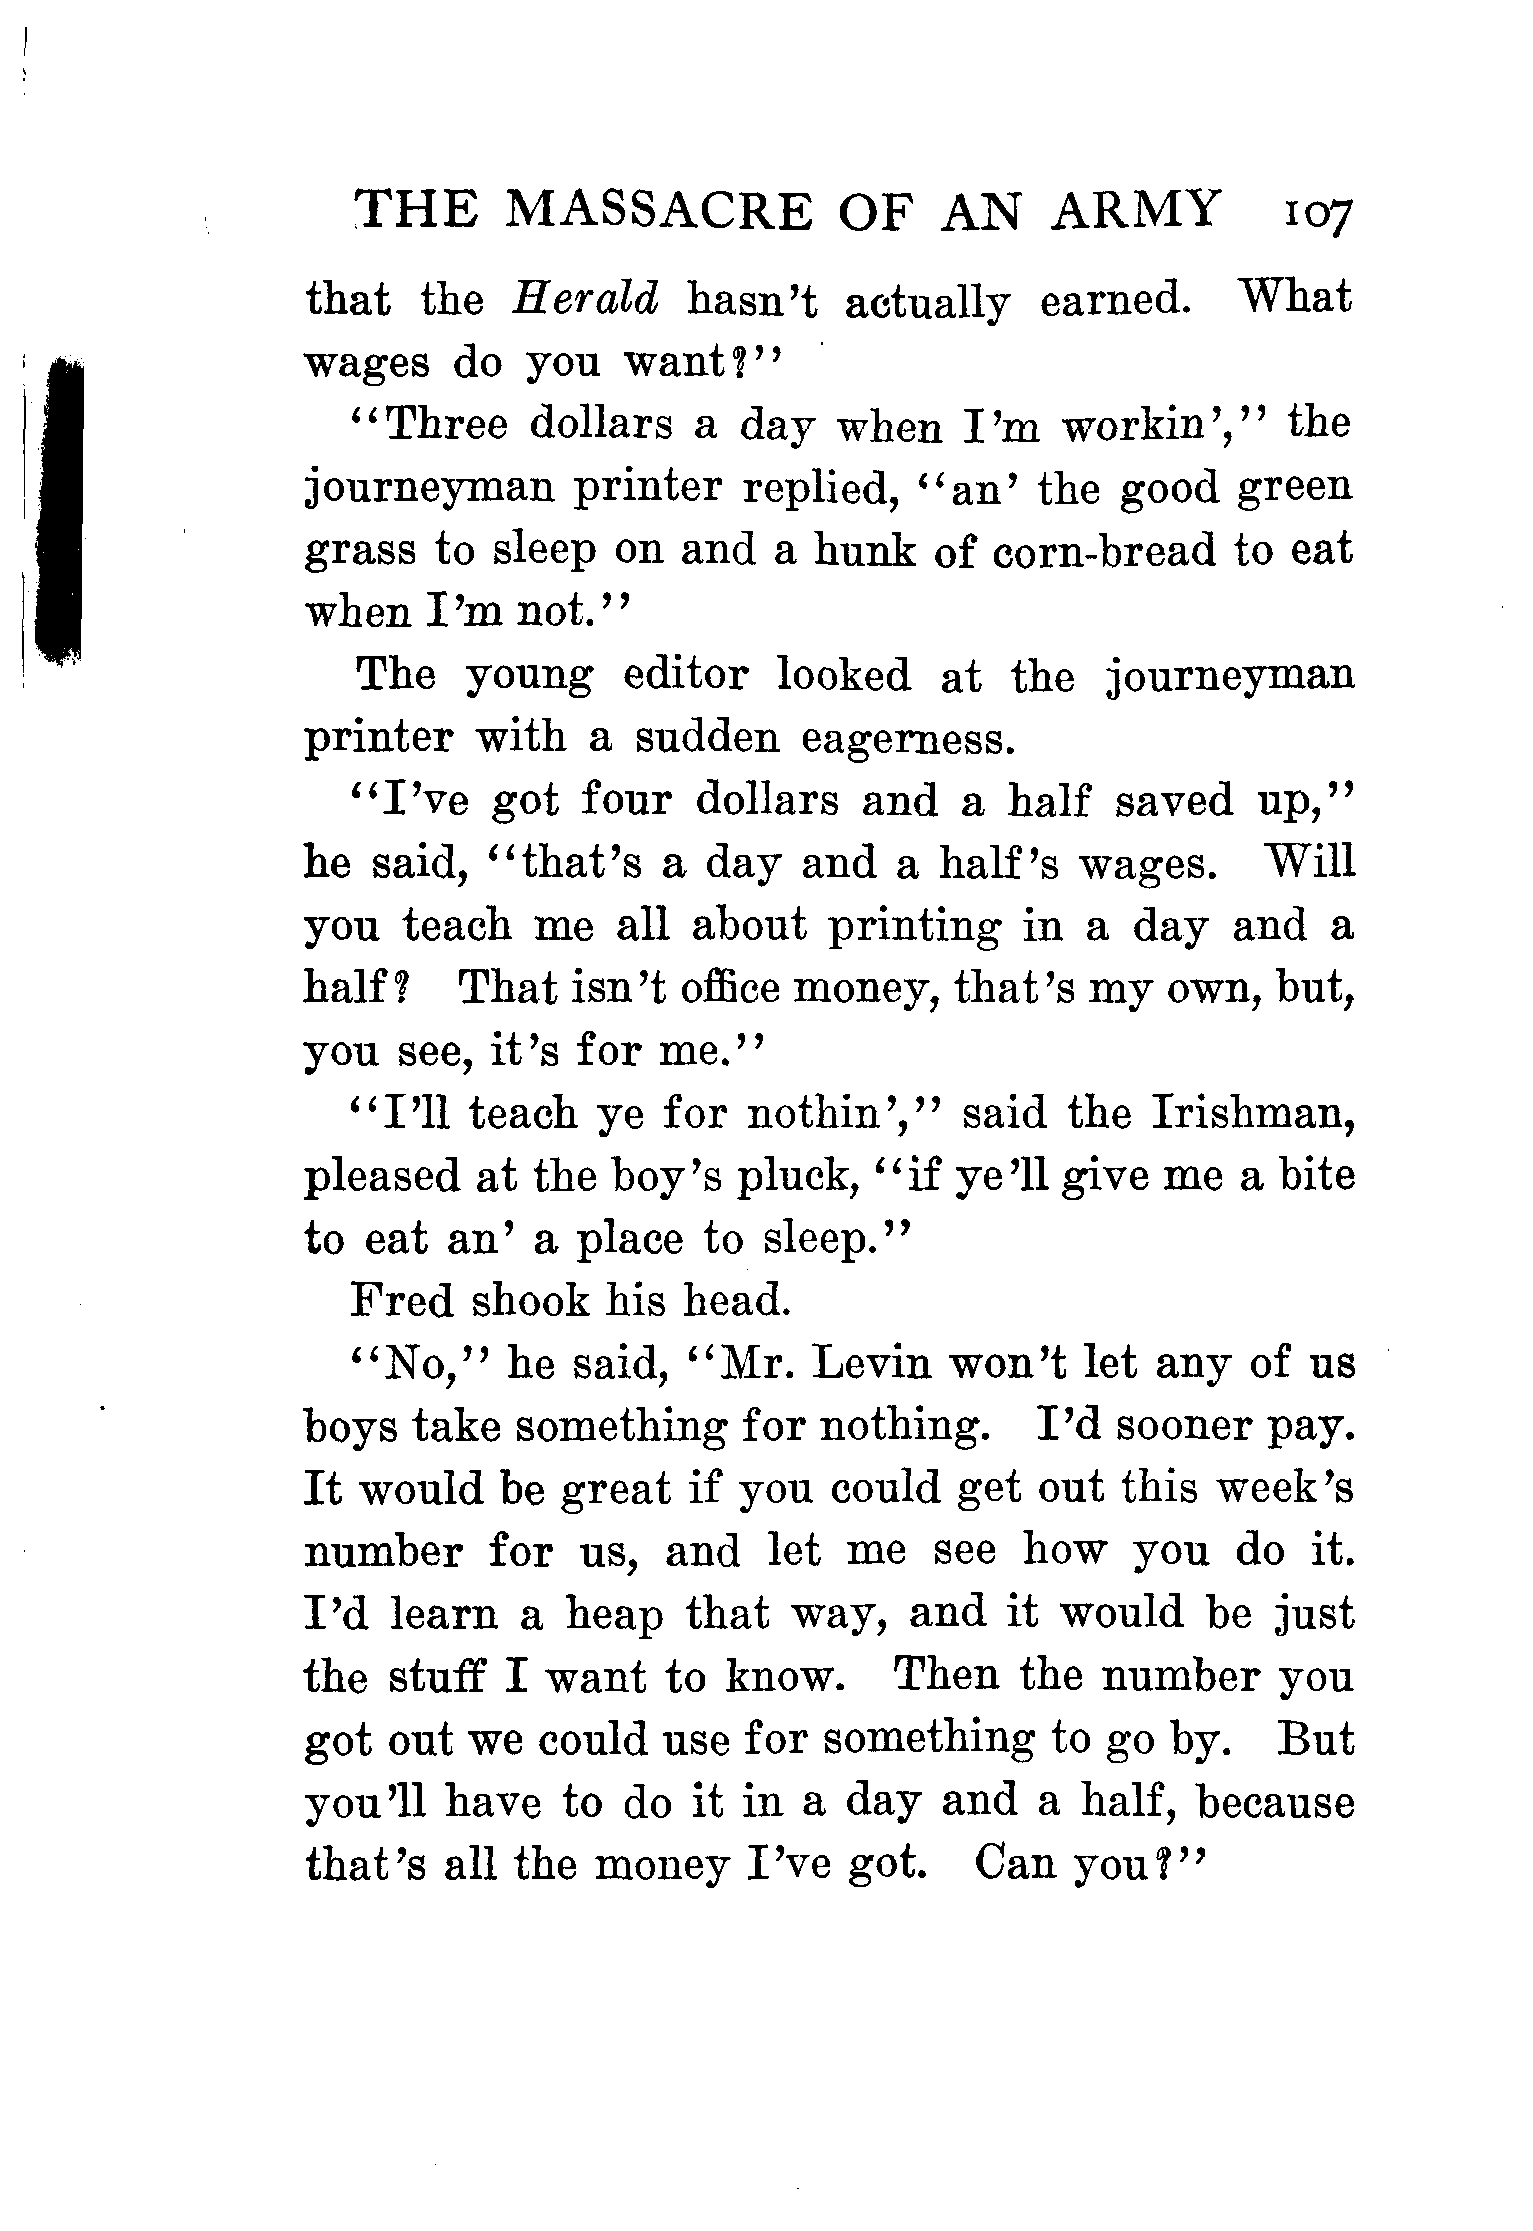 THE MASSACRE OF AN ARMY 107
that the Herald hasn't actually earned. What
wages do you want?"
"Three dollars a day when I'm workin'," the
journeyman printer replied, "an' the good green
grass to sleep on and a hunk of corn-bread to eat
when I'm not."
The young editor looked at the journeyman
printer with a sudden eagerness.
"I've got four dollars and a half saved up,"
he said, "that's a day and a half's wages. Will
you teach me all about printing in a day and a
half? That isn't office money, that's my own, but,
you see, it's for me."
"I'll teach ye for nothin'," said the Irishman,
pleased at the boy's pluck, "if ye'll give me a bite
to eat an' a place to sleep."
Fred shook his head.
"No," he said, "Mr. Levin won't let any of us
boys take something for nothing. I'd sooner pay.
It would be great if you could get out this week's
number for us, and let me see how you do it.
I'd learn a heap that way, and it would be just
the stuff I want to know. Then the number you
got out we could use for something to go by. But
you'll have to do it in a day and a half, because
that's all the money I've got. Can you?"